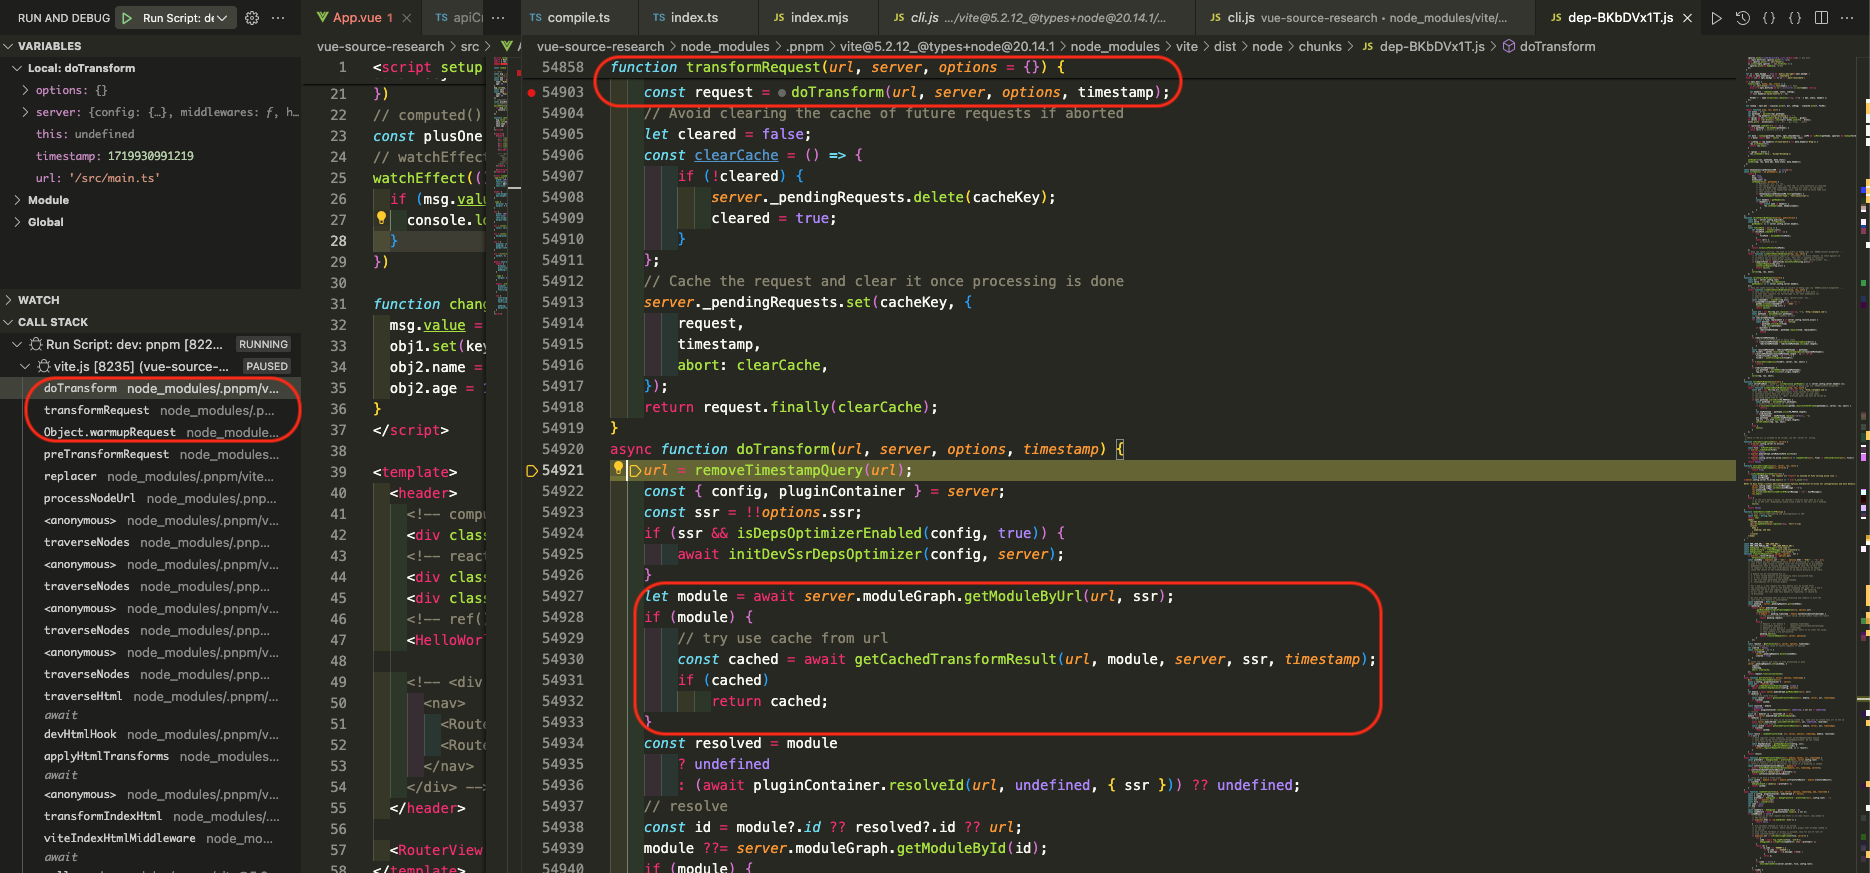 RUN AND DEBUG Run Script: de
VARIABLES
Local: doTransform
options: {}
server: {config: {…}, middlewares: ƒ, h…
this: undefined
timestamp: 1719930991219
url: '/src/main.ts'
Module
Global
WATCH
CALL STACK
Run Script: dev: pnpm [822... RUNNING
vite.js [8235] (vue-source-... PAUSED
doTransform node_modules/.pnpm/v...
transformRequest node_modules/.p...
Object.warmupRequest node_module...
preTransformRequest node_modules...
replacer node_modules/.pnpm/vite...
processNodeUrl node_modules/.pnp...
<anonymous> node_modules/.pnpm/v...
traverseNodes node_modules/.pnp...
<anonymous> node_modules/.pnpm/v...
traverseNodes node_modules/.pnp...
<anonymous> node_modules/.pnpm/v...
traverseNodes node_modules/.pnp...
<anonymous> node_modules/.pnpm/v...
traverseNodes node_modules/.pnp...
traverseHtml node_modules/.pnpm/...
await
devHtmlHook node_modules/.pnpm/v...
applyHtmlTransforms node_modules...
await
<anonymous> node_modules/.pnpm/v...
transformIndexHtml node_modules/....
viteIndexHtmlMiddleware node_mo...
await
App.vue 1
TS apiCr
vue-source-research > src >
1 <script setup
21 })
22 // computed()
23 const plusOne
24 // watchEffect
25 watchEffect((
26 if (msg.valu
27 console.lo
28 }
29 })
30
31 function chang
32 msg.value =
33 obj1.set(key
34 obj2.name =
35 obj2.age =
36 }
37 </script>
38
39 <template>
40 <header>
41 <!-- compu
42 <div class
43 <!-- react
44 <div class
45 <div class
46 <!-- ref()
47 <HelloWor
48
49 <!-- <div
50 <nav>
51 <Route
52 <Route
53 </nav>
54 </div> -->
55 </header>
56
57 <RouterView
58 </template>
TS compile.ts
TS index.ts
JS index.mjs
JS cli.js .../vite@5.2.12_@types+node@20.14.1/...
JS cli.js vue-source-research • node_modules/vite/...
JS dep-BKbDVx1T.js
vue-source-research > node_modules > .pnpm > vite@5.2.12_@types+node@20.14.1 > node_modules > vite > dist > node > chunks > JS dep-BKbDVx1T.js > doTransform
54858 function transformRequest(url, server, options = {}) {
54903 const request = doTransform(url, server, options, timestamp);
54904 // Avoid clearing the cache of future requests if aborted
54905 let cleared = false;
54906 const clearCache = () => {
54907 if (!cleared) {
54908 server._pendingRequests.delete(cacheKey);
54909 cleared = true;
54910 }
54911 };
54912 // Cache the request and clear it once processing is done
54913 server._pendingRequests.set(cacheKey, {
54914 request,
54915 timestamp,
54916 abort: clearCache,
54917 });
54918 return request.finally(clearCache);
54919 }
54920 async function doTransform(url, server, options, timestamp) {
54921 url = removeTimestampQuery(url);
54922 const { config, pluginContainer } = server;
54923 const ssr = !!options.ssr;
54924 if (ssr && isDepsOptimizerEnabled(config, true)) {
54925 await initDevSsrDepsOptimizer(config, server);
54926 }
54927 let module = await server.moduleGraph.getModuleByUrl(url, ssr);
54928 if (module) {
54929 // try use cache from url
54930 const cached = await getCachedTransformResult(url, module, server, ssr, timestamp);
54931 if (cached)
54932 return cached;
54933 }
54934 const resolved = module
54935 ? undefined
54936 : (await pluginContainer.resolveId(url, undefined, { ssr })) ?? undefined;
54937 // resolve
54938 const id = module?.id ?? resolved?.id ?? url;
54939 module ??= server.moduleGraph.getModuleById(id);
54940 if (module) {